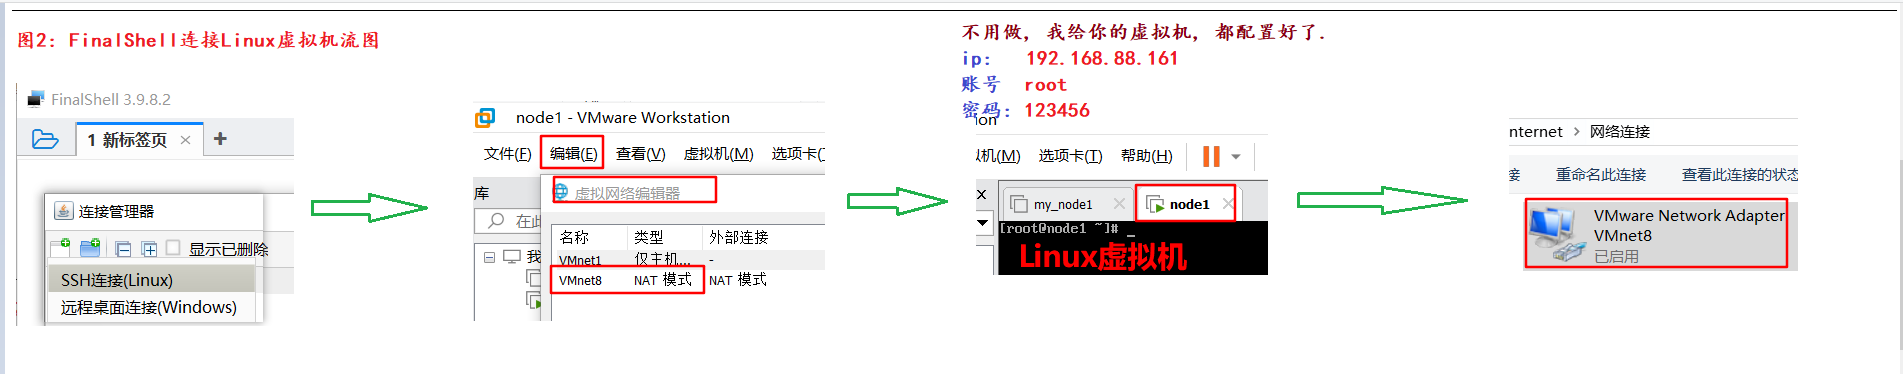 图2: FinalShell连接Linux虚拟机流图
FinalShell 3.9.8.2
1 新标签页 × +
连接管理器
显示已删除
SSH连接(Linux)
远程桌面连接(Windows)
node1 - VMware Workstation
文件(F) 编辑(E) 查看(V) 虚拟机(M) 选项卡(T
虚拟网络编辑器
库
在此
我
名称 类型 外部连接
VMnet1 仅主机... -
VMnet8 NAT 模式 NAT 模式
不用做, 我给你的虚拟机, 都配置好了.
ip: 192.168.88.161
账号 root
密码: 123456
ion
机(M) 选项卡(T) 帮助(H)
x my_node1 × node1 ×
[root@node1 ~]# _
Linux虚拟机
nternet > 网络连接
接 重命名此连接 查看此连接的状态
VMware Network Adapter
VMnet8
已启用